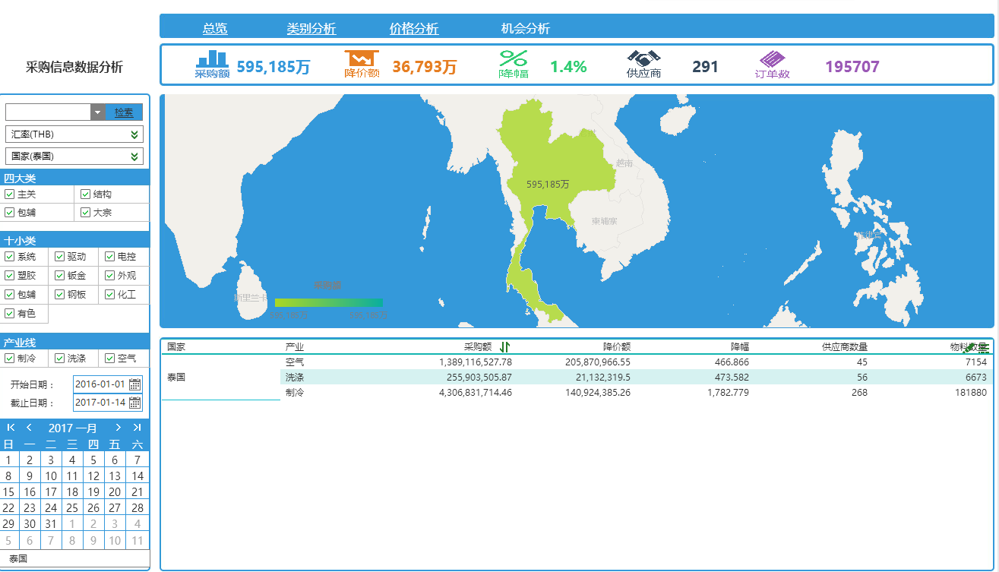 采购信息数据分析
总览 类别分析 价格分析 机会分析
采购额 595,185万 降价额 36,793万 降幅 1.4% 供应商 291 订单数 195707
检索
汇率(THB)
国家(泰国)
四大类
主关 结构
包辅 大宗
十小类
系统 驱动 电控
塑胶 钣金 外观
包辅 钢板 化工
有色
产业线
制冷 洗涤 空气
开始日期： 2016-01-01
截止日期： 2017-01-14
2017 一月
日 一 二 三 四 五 六
1 2 3 4 5 6 7
8 9 10 11 12 13 14
15 16 17 18 19 20 21
22 23 24 25 26 27 28
29 30 31 1 2 3 4
5 6 7 8 9 10 11
泰国
越南
595,185万
柬埔寨
斯里兰卡
国家 产业 采购额 降价额 降幅 供应商数量 物料数量
空气 1,389,116,527.78 205,870,966.55 466.866 45 7154
泰国 洗涤 255,903,505.87 21,132,319.5 473.582 56 6673
制冷 4,306,831,714.46 140,924,385.26 1,782.779 268 181880